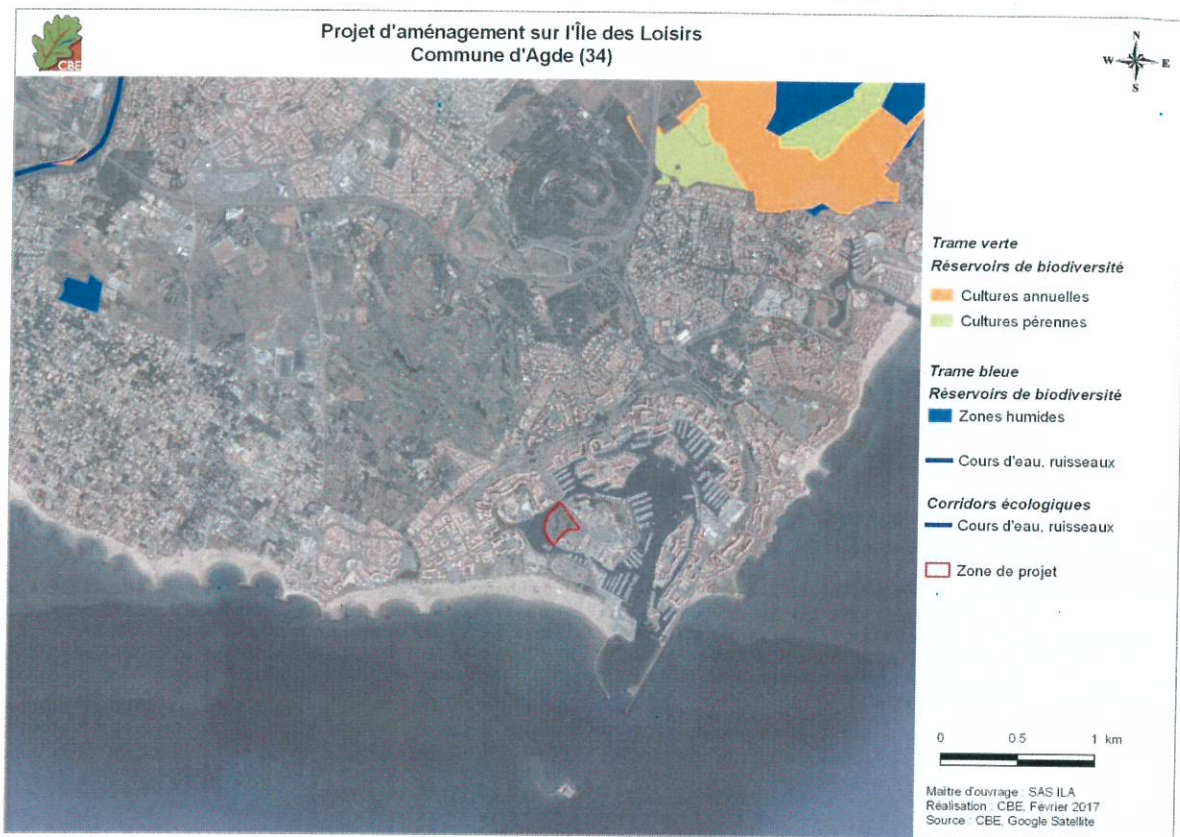 Projet d'aménagement sur l'Île des Loisirs
Commune d'Agde (34)
CBE
N
W
E
S
Trame verte
Réservoirs de biodiversité
Cultures annuelles
Cultures pérennes
Trame bleue
Réservoirs de biodiversité
Zones humides
Cours d'eau, ruisseaux
Corridors écologiques
Cours d'eau, ruisseaux
Zone de projet
0 0.5 1 km
Maître d'ouvrage : SAS ILA
Réalisation : CBE, Février 2017
Source : CBE, Google Satellite